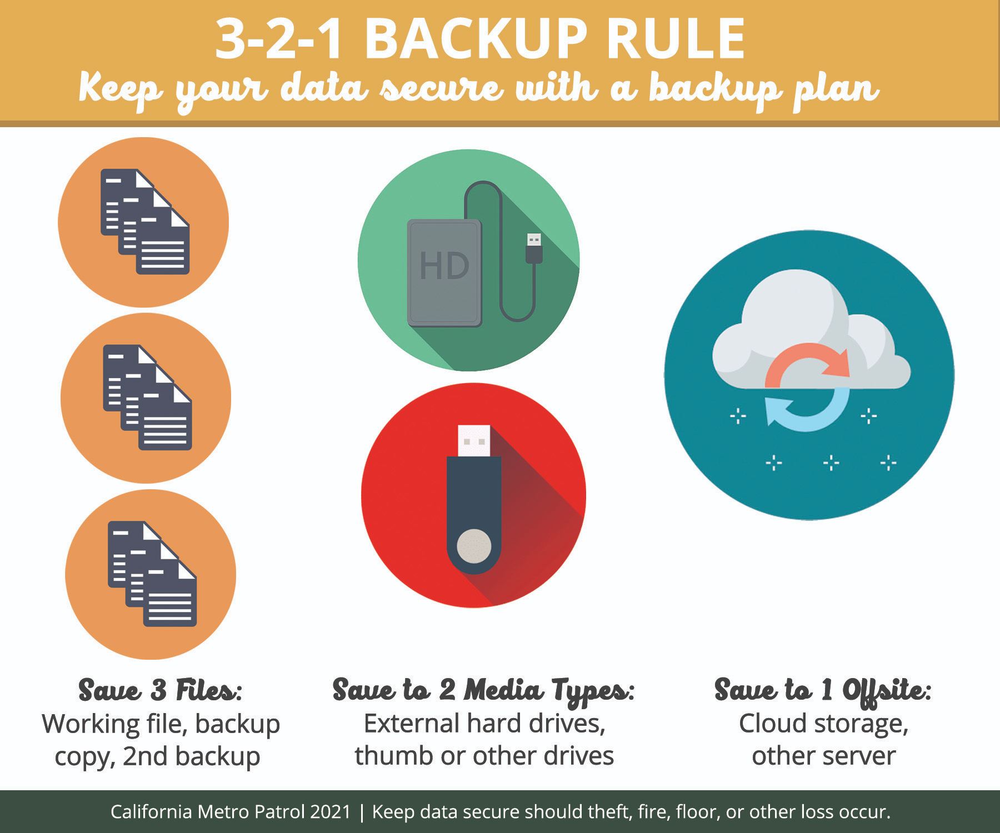 3-2-1 BACKUP RULE
Keep your data secure with a backup plan
HD
Save 3 Files:
Working file, backup
copy, 2nd backup
Save to 2 Media Types:
External hard drives,
thumb or other drives
Save to 1 Offsite:
Cloud storage,
other server
California Metro Patrol 2021 | Keep data secure should theft, fire, floor, or other loss occur.